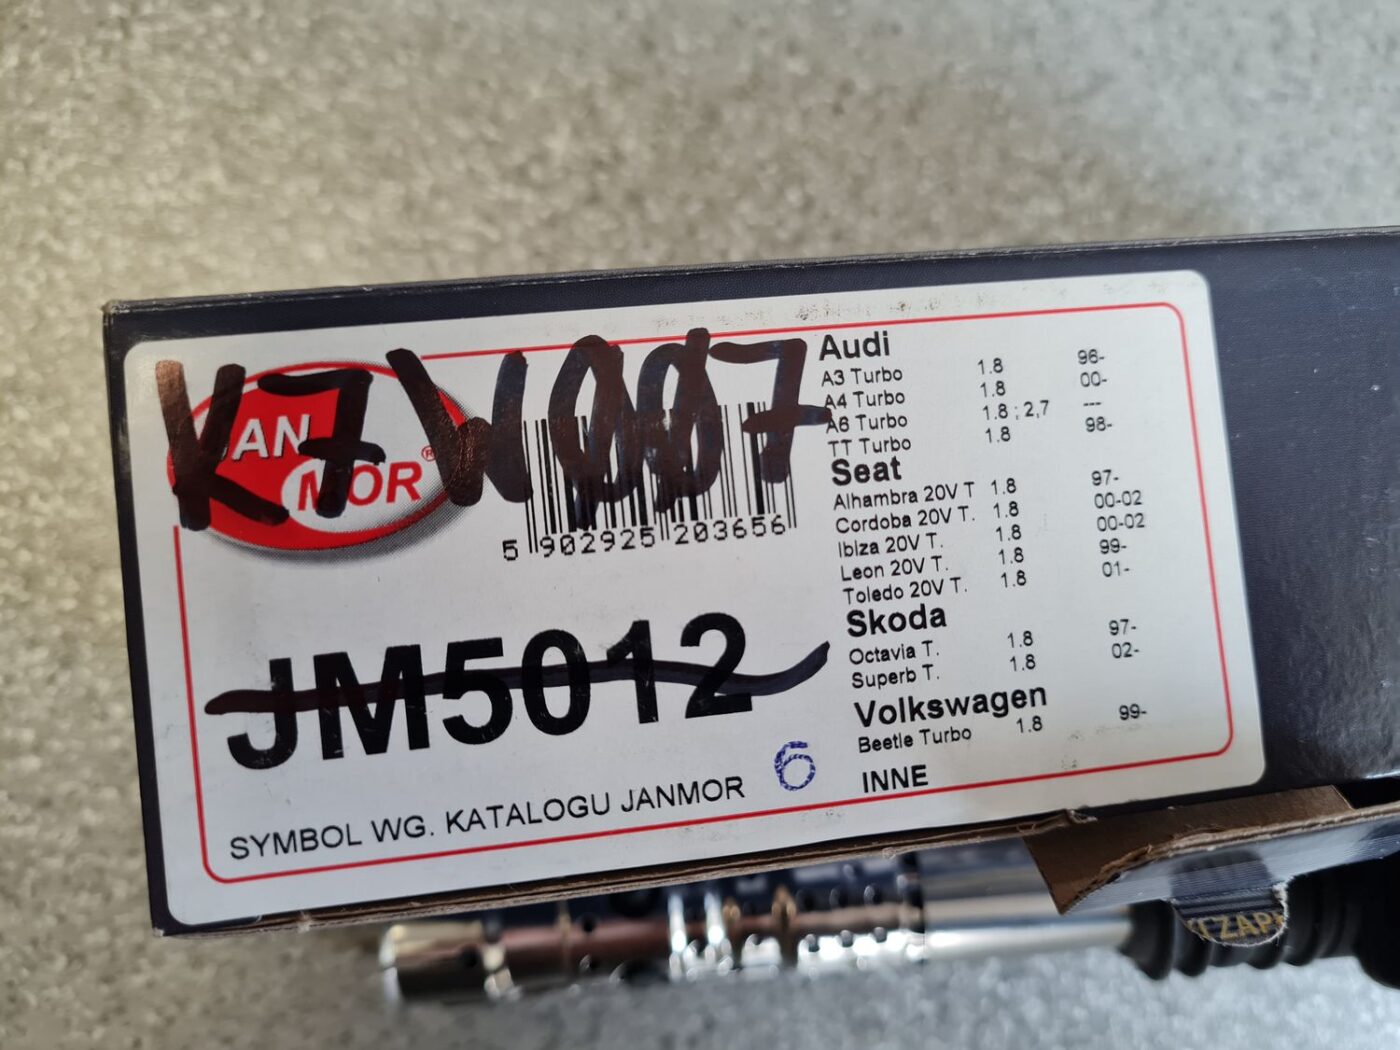 K7W007
JAN
MOR®
5 902925 203656
JM5012
SYMBOL WG. KATALOGU JANMOR 6
Audi
A3 Turbo 1.8 96-
A4 Turbo 1.8 00-
A6 Turbo 1.8 ; 2,7 ---
TT Turbo 1.8 98-
Seat
Alhambra 20V T 1.8 97-
Cordoba 20V T. 1.8 00-02
Ibiza 20V T. 1.8 00-02
Leon 20V T. 1.8 99-
Toledo 20V T. 1.8 01-
Skoda
Octavia T. 1.8 97-
Superb T. 1.8 02-
Volkswagen
Beetle Turbo 1.8 99-
INNE